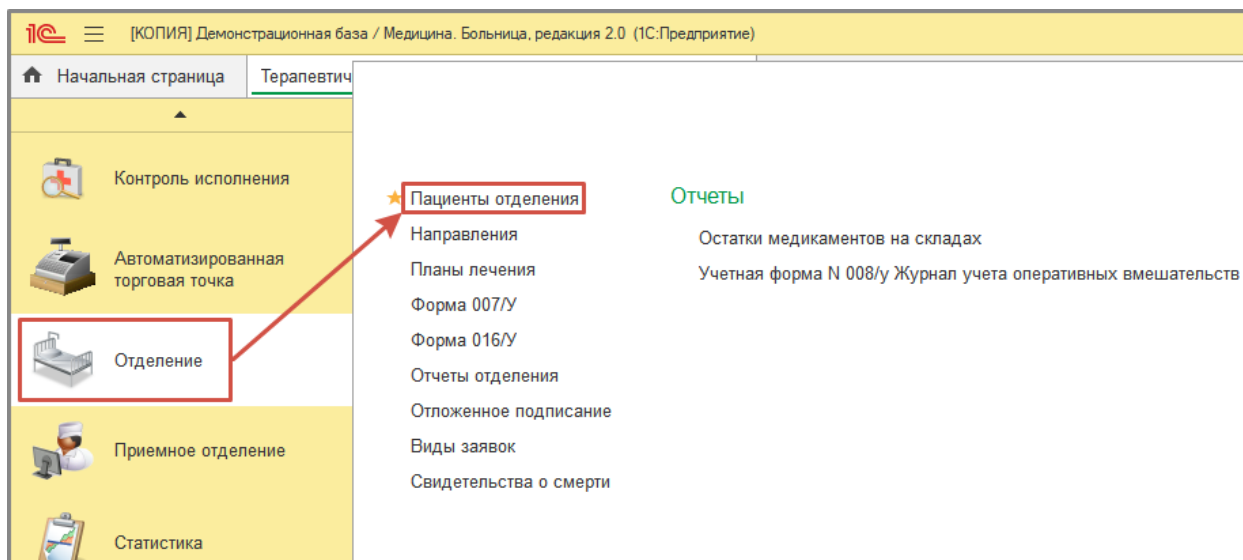 1С
[КОПИЯ] Демонстрационная база / Медицина. Больница, редакция 2.0 (1С:Предприятие)
Начальная страница
Терапевтич
Контроль исполнения
Автоматизированная
торговая точка
Отделение
Приемное отделение
Статистика
Пациенты отделения
Направления
Планы лечения
Форма 007/У
Форма 016/У
Отчеты отделения
Отложенное подписание
Виды заявок
Свидетельства о смерти
Отчеты
Остатки медикаментов на складах
Учетная форма N 008/у Журнал учета оперативных вмешательств